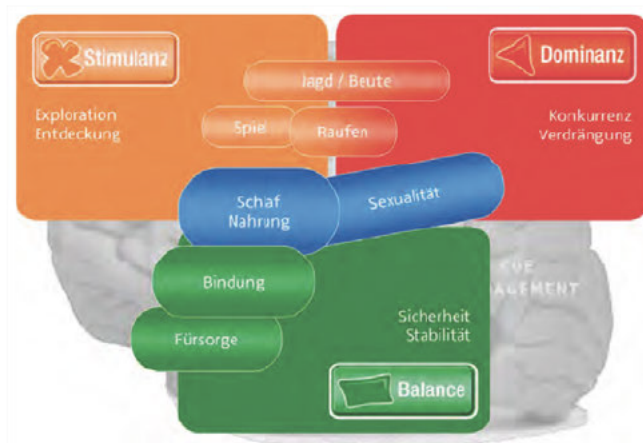 Stimulanz
Dominanz
Jagd / Beute
Exploration
Entdeckung
Konkurrenz
Verdrängung
Spiel
Raufen
Schaf
Nahrung
Sexualität
Bindung
Fürsorge
Sicherheit
Stabilität
Balance